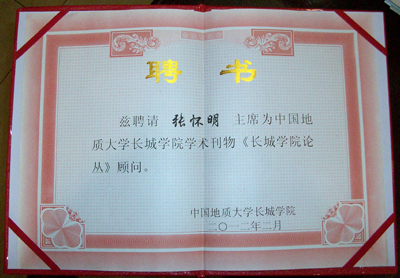 聘书
兹聘请 张怀明 主席为中国地
质大学长城学院学术刊物《长城学院论
丛》顾问。
中国地质大学长城学院
二〇一二年二月